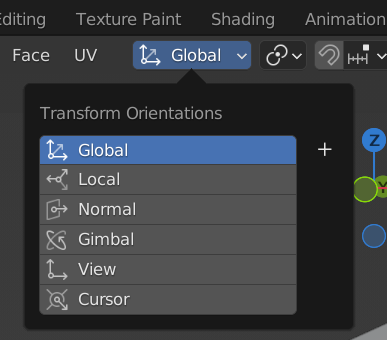 Editing Texture Paint Shading Animation
Face UV Global
Transform Orientations
Global +
Local
Normal
Gimbal
View
Cursor
Z
Y